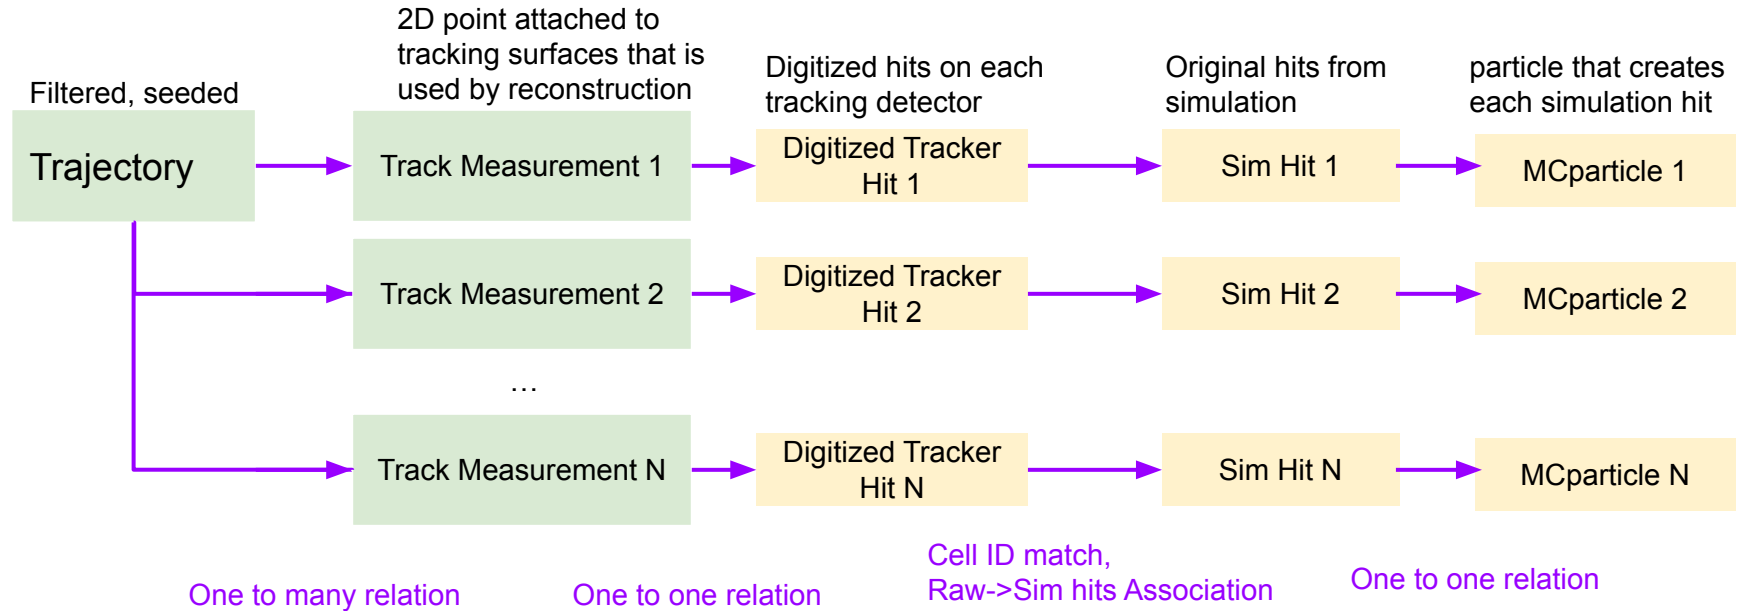 2D point attached to
tracking surfaces that is
used by reconstruction
Filtered, seeded
Digitized hits on each
tracking detector
Original hits from
simulation
particle that creates
each simulation hit
Trajectory
Track Measurement 1
Digitized Tracker
Hit 1
Sim Hit 1
MCparticle 1
Track Measurement 2
Digitized Tracker
Hit 2
Sim Hit 2
MCparticle 2
...
Track Measurement N
Digitized Tracker
Hit N
Sim Hit N
MCparticle N
One to many relation
One to one relation
Cell ID match,
Raw->Sim hits Association
One to one relation